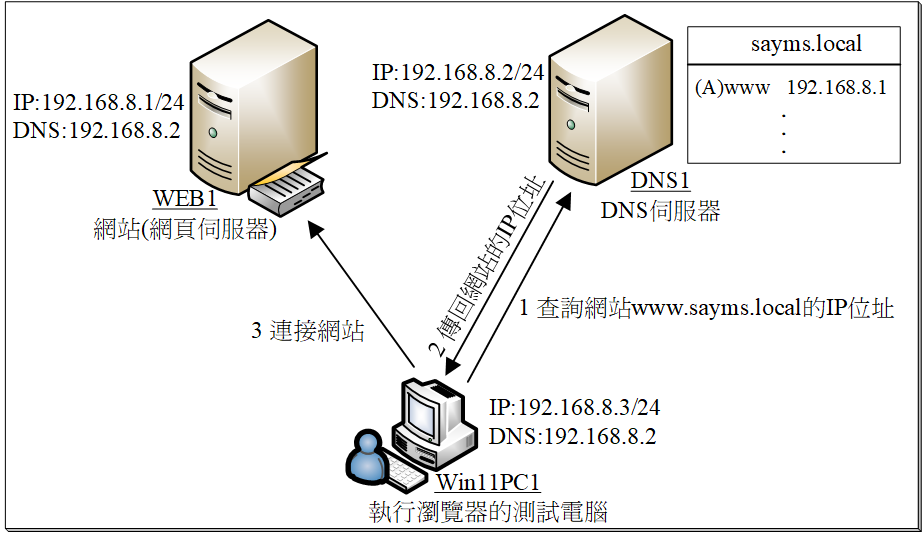 IP:192.168.8.1/24
DNS:192.168.8.2
WEB1
網站(網頁伺服器)
IP:192.168.8.2/24
DNS:192.168.8.2
DNS1
DNS伺服器
sayms.local
(A)www 192.168.8.1
.
.
.
1 查詢網站www.sayms.local的IP位址
2 傳回網站的IP位址
3 連接網站
IP:192.168.8.3/24
DNS:192.168.8.2
Win11PC1
執行瀏覽器的測試電腦